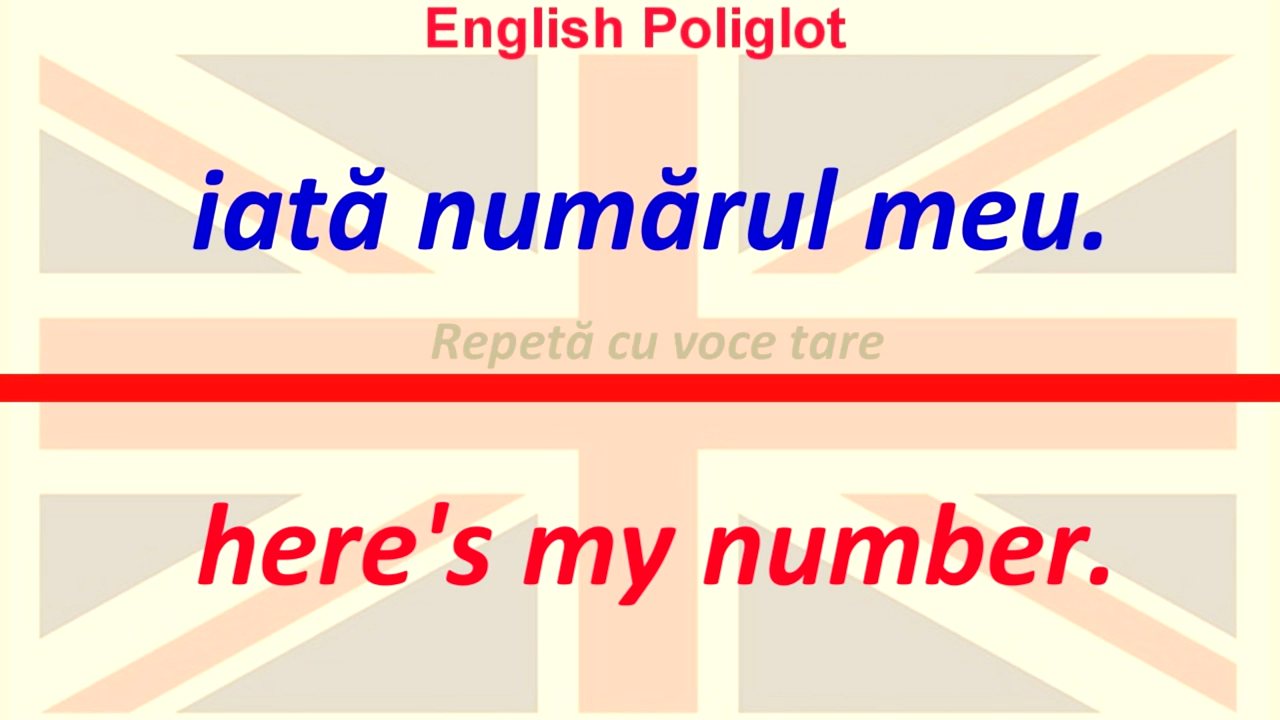 English Poliglot
iată numărul meu.
Repetă cu voce tare
here's my number.